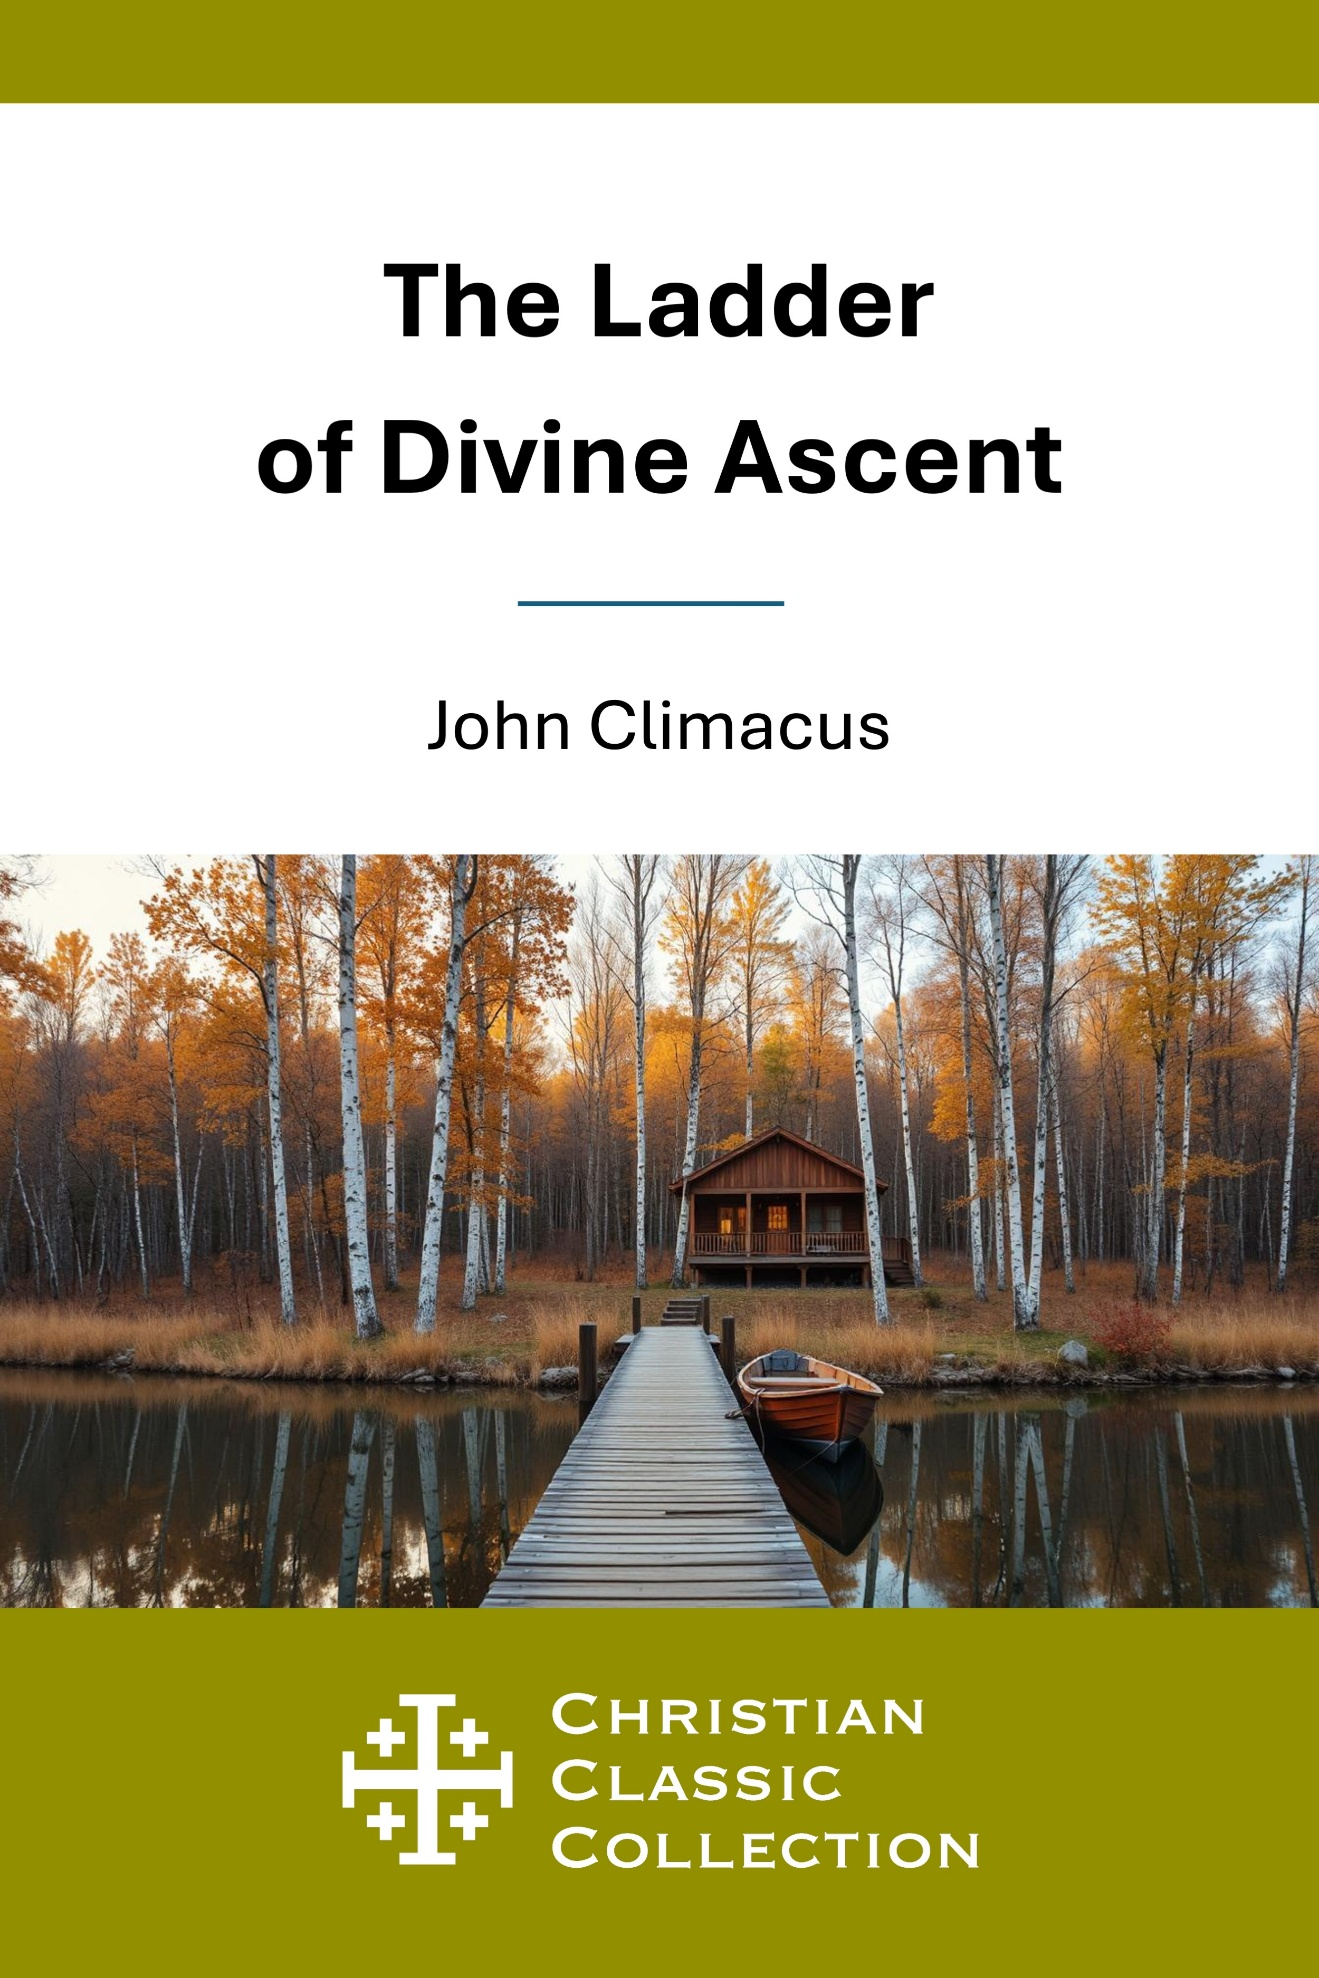 The Ladder
of Divine Ascent
John Climacus
CHRISTIAN
CLASSIC
COLLECTION